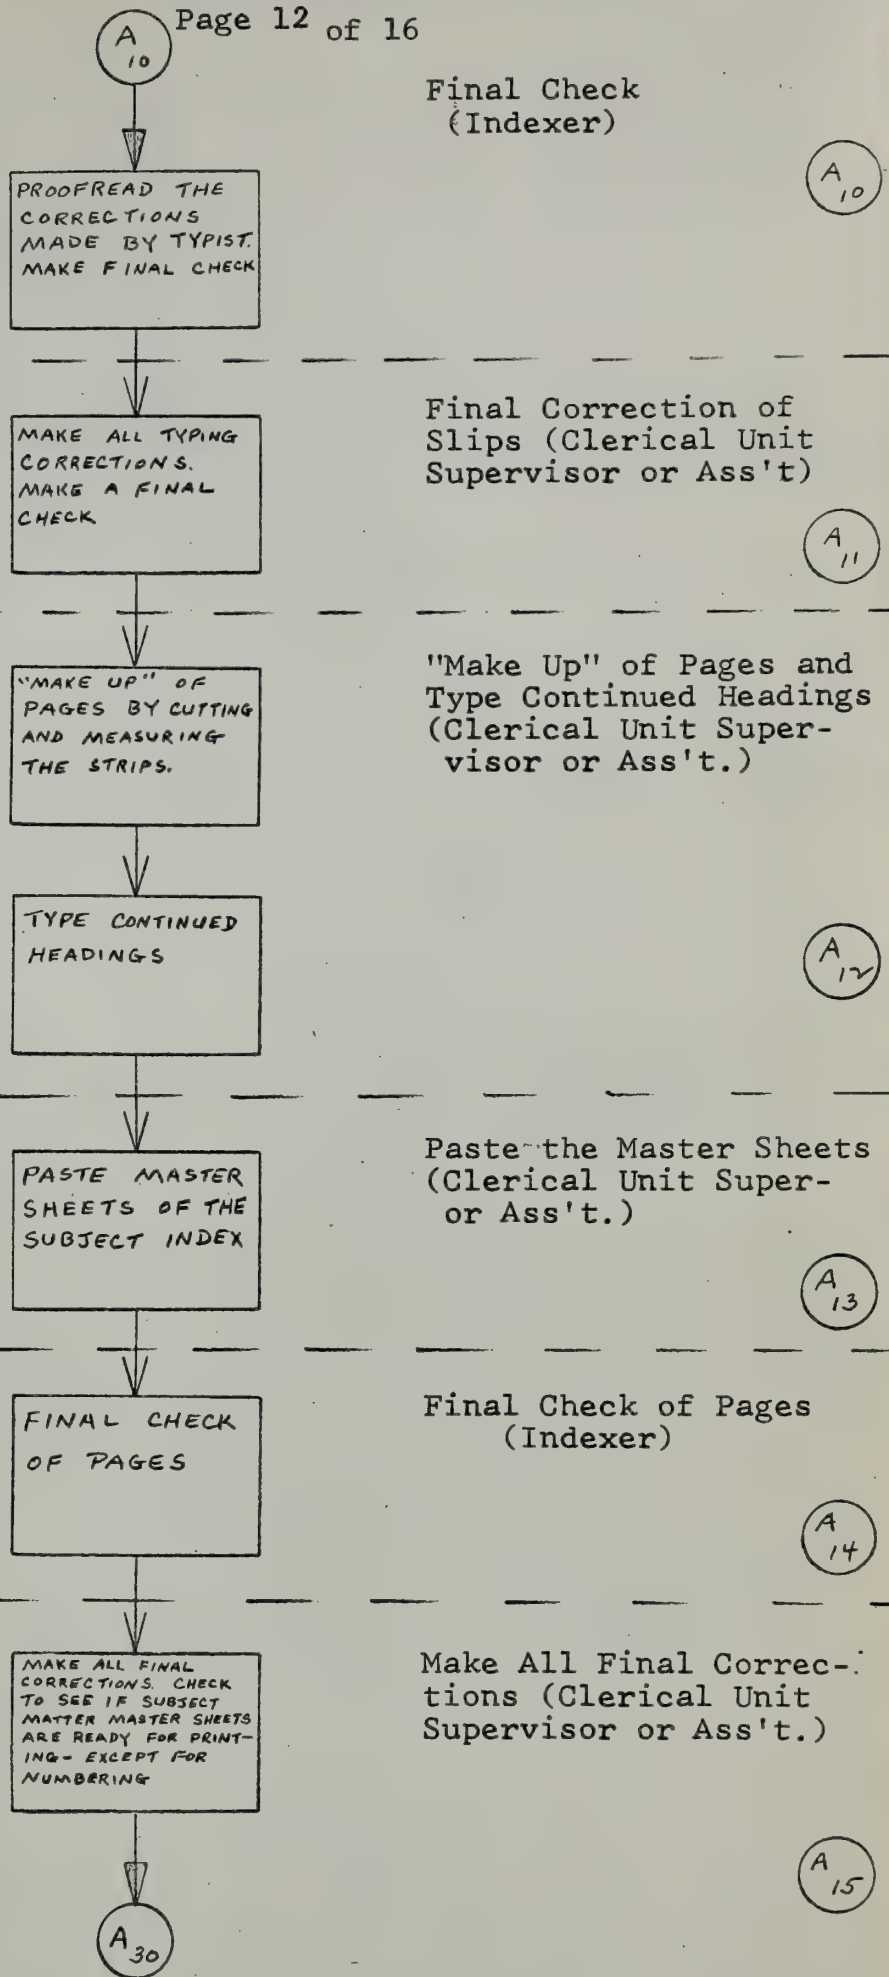 A
10
Page 12 of 16
Final Check
(Indexer)
A
10
PROOFREAD THE
CORRECTIONS
MADE BY TYPIST.
MAKE FINAL CHECK
MAKE ALL TYPING
CORRECTIONS.
MAKE A FINAL
CHECK
Final Correction of
Slips (Clerical Unit
Supervisor or Ass't)
A
11
"MAKE UP" OF
PAGES BY CUTTING
AND MEASURING
THE STRIPS.
"Make Up" of Pages and
Type Continued Headings
(Clerical Unit Super-
visor or Ass't.)
TYPE CONTINUED
HEADINGS
A
12
PASTE MASTER
SHEETS OF THE
SUBJECT INDEX
Paste the Master Sheets
(Clerical Unit Super-
or Ass't.)
A
13
FINAL CHECK
OF PAGES
Final Check of Pages
(Indexer)
A
14
MAKE ALL FINAL
CORRECTIONS. CHECK
TO SEE IF SUBJECT
MATTER MASTER SHEETS
ARE READY FOR PRINT-
ING - EXCEPT FOR
NUMBERING
Make All Final Correc-
tions (Clerical Unit
Supervisor or Ass't.)
A
15
A
30